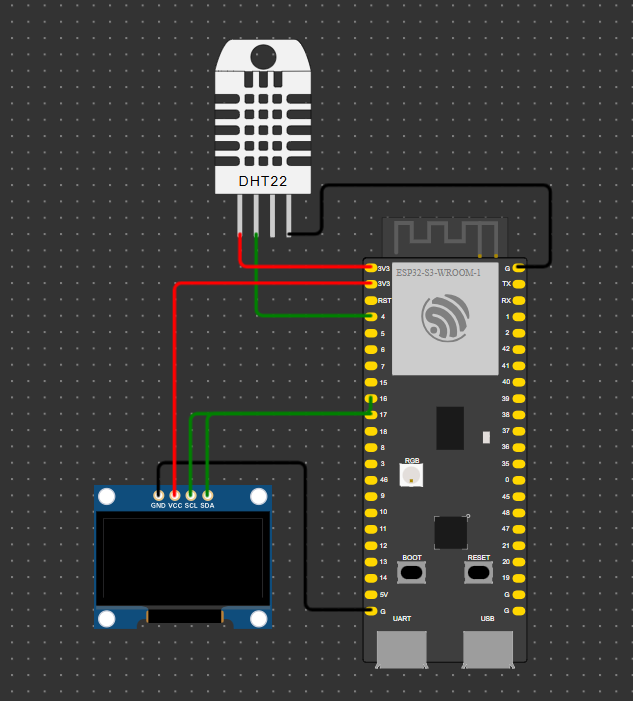 DHT22
ESP32-S3-WROOM-1
3V3 G
3V3 TX
RST RX
4 1
5 2
6 42
7 41
15 40
16 39
17 38
18 37
8 36
3 35
46 0
9 45
10 48
11 47
12 21
13 20
14 19
5V G
G G
RGB
BOOT RESET
UART USB
GND VCC SCL SDA